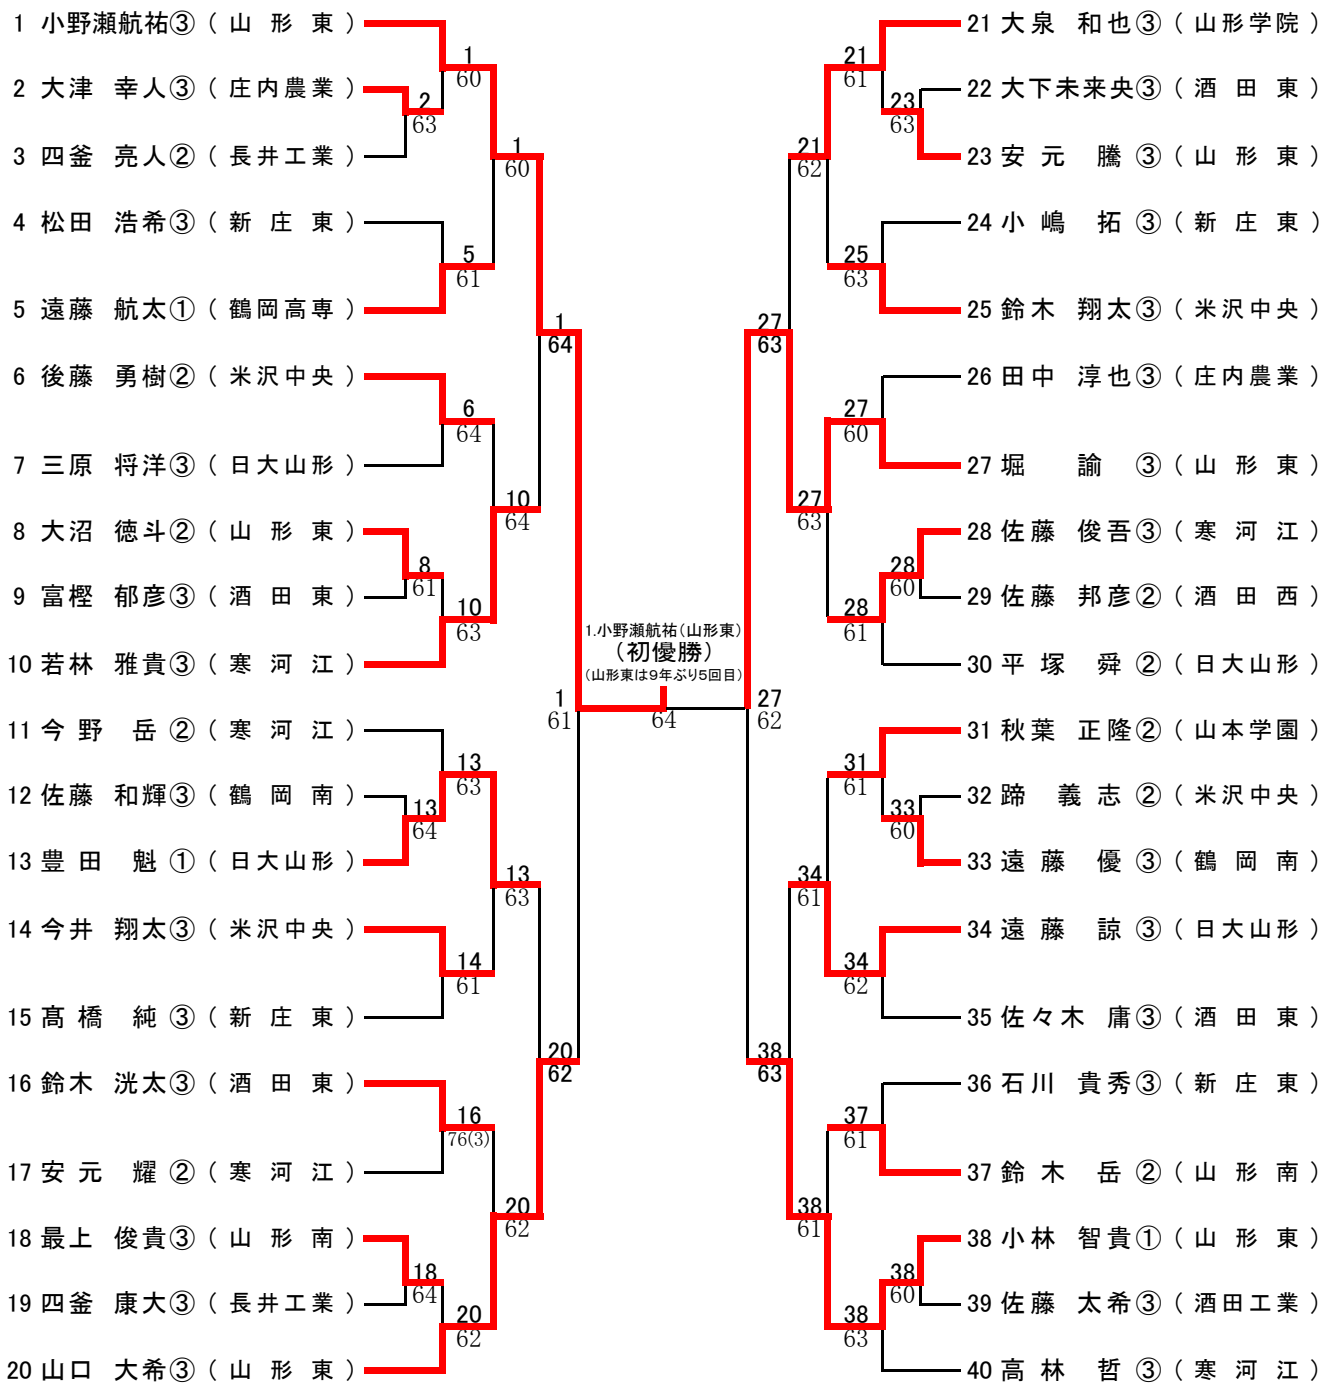 1 小野瀬航祐③ ( 山 形 東 )
2 大津 幸人③ ( 庄内農業 )
3 四釜 亮人② ( 長井工業 )
4 松田 浩希③ ( 新 庄 東 )
5 遠藤 航太① ( 鶴岡高専 )
6 後藤 勇樹② ( 米沢中央 )
7 三原 将洋③ ( 日大山形 )
8 大沼 徳斗② ( 山 形 東 )
9 富樫 郁彦③ ( 酒 田 東 )
10 若林 雅貴③ ( 寒 河 江 )
11 今 野 岳 ② ( 寒 河 江 )
12 佐藤 和輝③ ( 鶴 岡 南 )
13 豊 田 魁 ① ( 日大山形 )
14 今井 翔太③ ( 米沢中央 )
15 髙 橋 純 ③ ( 新 庄 東 )
16 鈴木 洸太③ ( 酒 田 東 )
17 安 元 耀 ② ( 寒 河 江 )
18 最上 俊貴③ ( 山 形 南 )
19 四釜 康大③ ( 長井工業 )
20 山口 大希③ ( 山 形 東 )
2
63
8
61
13
64
18
64
1
60
5
61
6
64
10
63
13
63
14
61
16
76(3)
20
62
1
60
10
64
13
63
20
62
1
64
20
62
1
61
1.小野瀬航祐(山形東)
(初優勝)
(山形東は9年ぶり5回目)
64
27
62
27
63
38
63
21
62
27
63
34
61
38
61
21
61
25
63
27
60
28
61
31
61
34
62
37
61
38
63
23
63
28
60
33
60
38
60
21 大泉 和也③ ( 山形学院 )
22 大下未来央③ ( 酒 田 東 )
23 安 元 騰 ③ ( 山 形 東 )
24 小 嶋 拓 ③ ( 新 庄 東 )
25 鈴木 翔太③ ( 米沢中央 )
26 田中 淳也③ ( 庄内農業 )
27 堀 諭 ③ ( 山 形 東 )
28 佐藤 俊吾③ ( 寒 河 江 )
29 佐藤 邦彦② ( 酒 田 西 )
30 平 塚 舜 ② ( 日大山形 )
31 秋葉 正隆② ( 山本学園 )
32 蹄 義 志 ② ( 米沢中央 )
33 遠 藤 優 ③ ( 鶴 岡 南 )
34 遠 藤 諒 ③ ( 日大山形 )
35 佐々木 庸③ ( 酒 田 東 )
36 石川 貴秀③ ( 新 庄 東 )
37 鈴 木 岳 ② ( 山 形 南 )
38 小林 智貴① ( 山 形 東 )
39 佐藤 太希③ ( 酒田工業 )
40 高 林 哲 ③ ( 寒 河 江 )